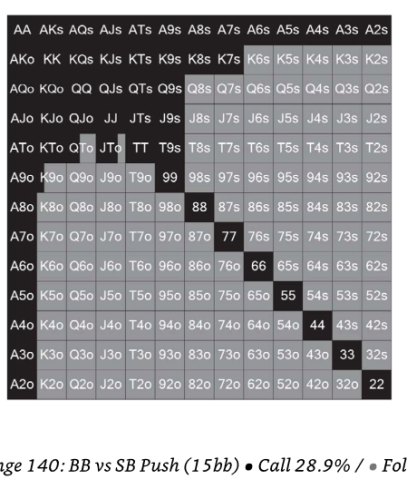 AA AKs AQs AJs ATs A9s A8s A7s A6s A5s A4s A3s A2s
AKo KK KQs KJs KTs K9s K8s K7s K6s K5s K4s K3s K2s
AQo KQo QQ QJs QTs Q9s Q8s Q7s Q6s Q5s Q4s Q3s Q2s
AJo KJo QJo JJ JTs J9s J8s J7s J6s J5s J4s J3s J2s
ATo KTo QTo JTo TT T9s T8s T7s T6s T5s T4s T3s T2s
A9o K9o Q9o J9o T9o 99 98s 97s 96s 95s 94s 93s 92s
A8o K8o Q8o J8o T8o 98o 88 87s 86s 85s 84s 83s 82s
A7o K7o Q7o J7o T7o 97o 87o 77 76s 75s 74s 73s 72s
A6o K6o Q6o J6o T6o 96o 86o 76o 66 65s 64s 63s 62s
A5o K5o Q5o J5o T5o 95o 85o 75o 65o 55 54s 53s 52s
A4o K4o Q4o J4o T4o 94o 84o 74o 64o 54o 44 43s 42s
A3o K3o Q3o J3o T3o 93o 83o 73o 63o 53o 43o 33 32s
A2o K2o Q2o J2o T2o 92o 82o 72o 62o 52o 42o 32o 22
nge 140: BB vs SB Push (15bb) • Call 28.9% / • Fol